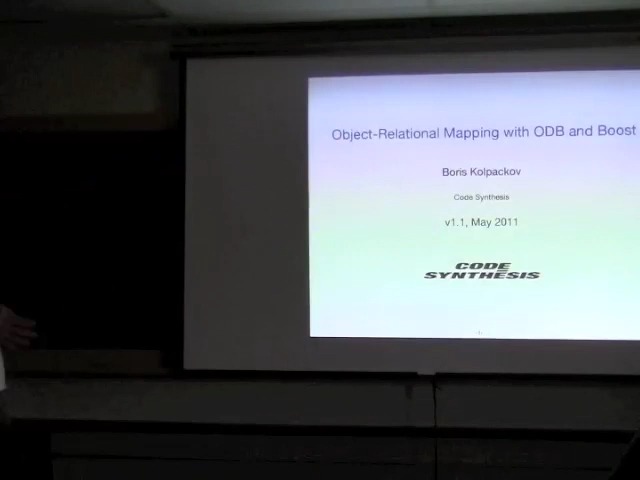 Object-Relational Mapping with ODB and Boost
Boris Kolpackov
Code Synthesis
v1.1, May 2011
CODE
SYNTHESIS